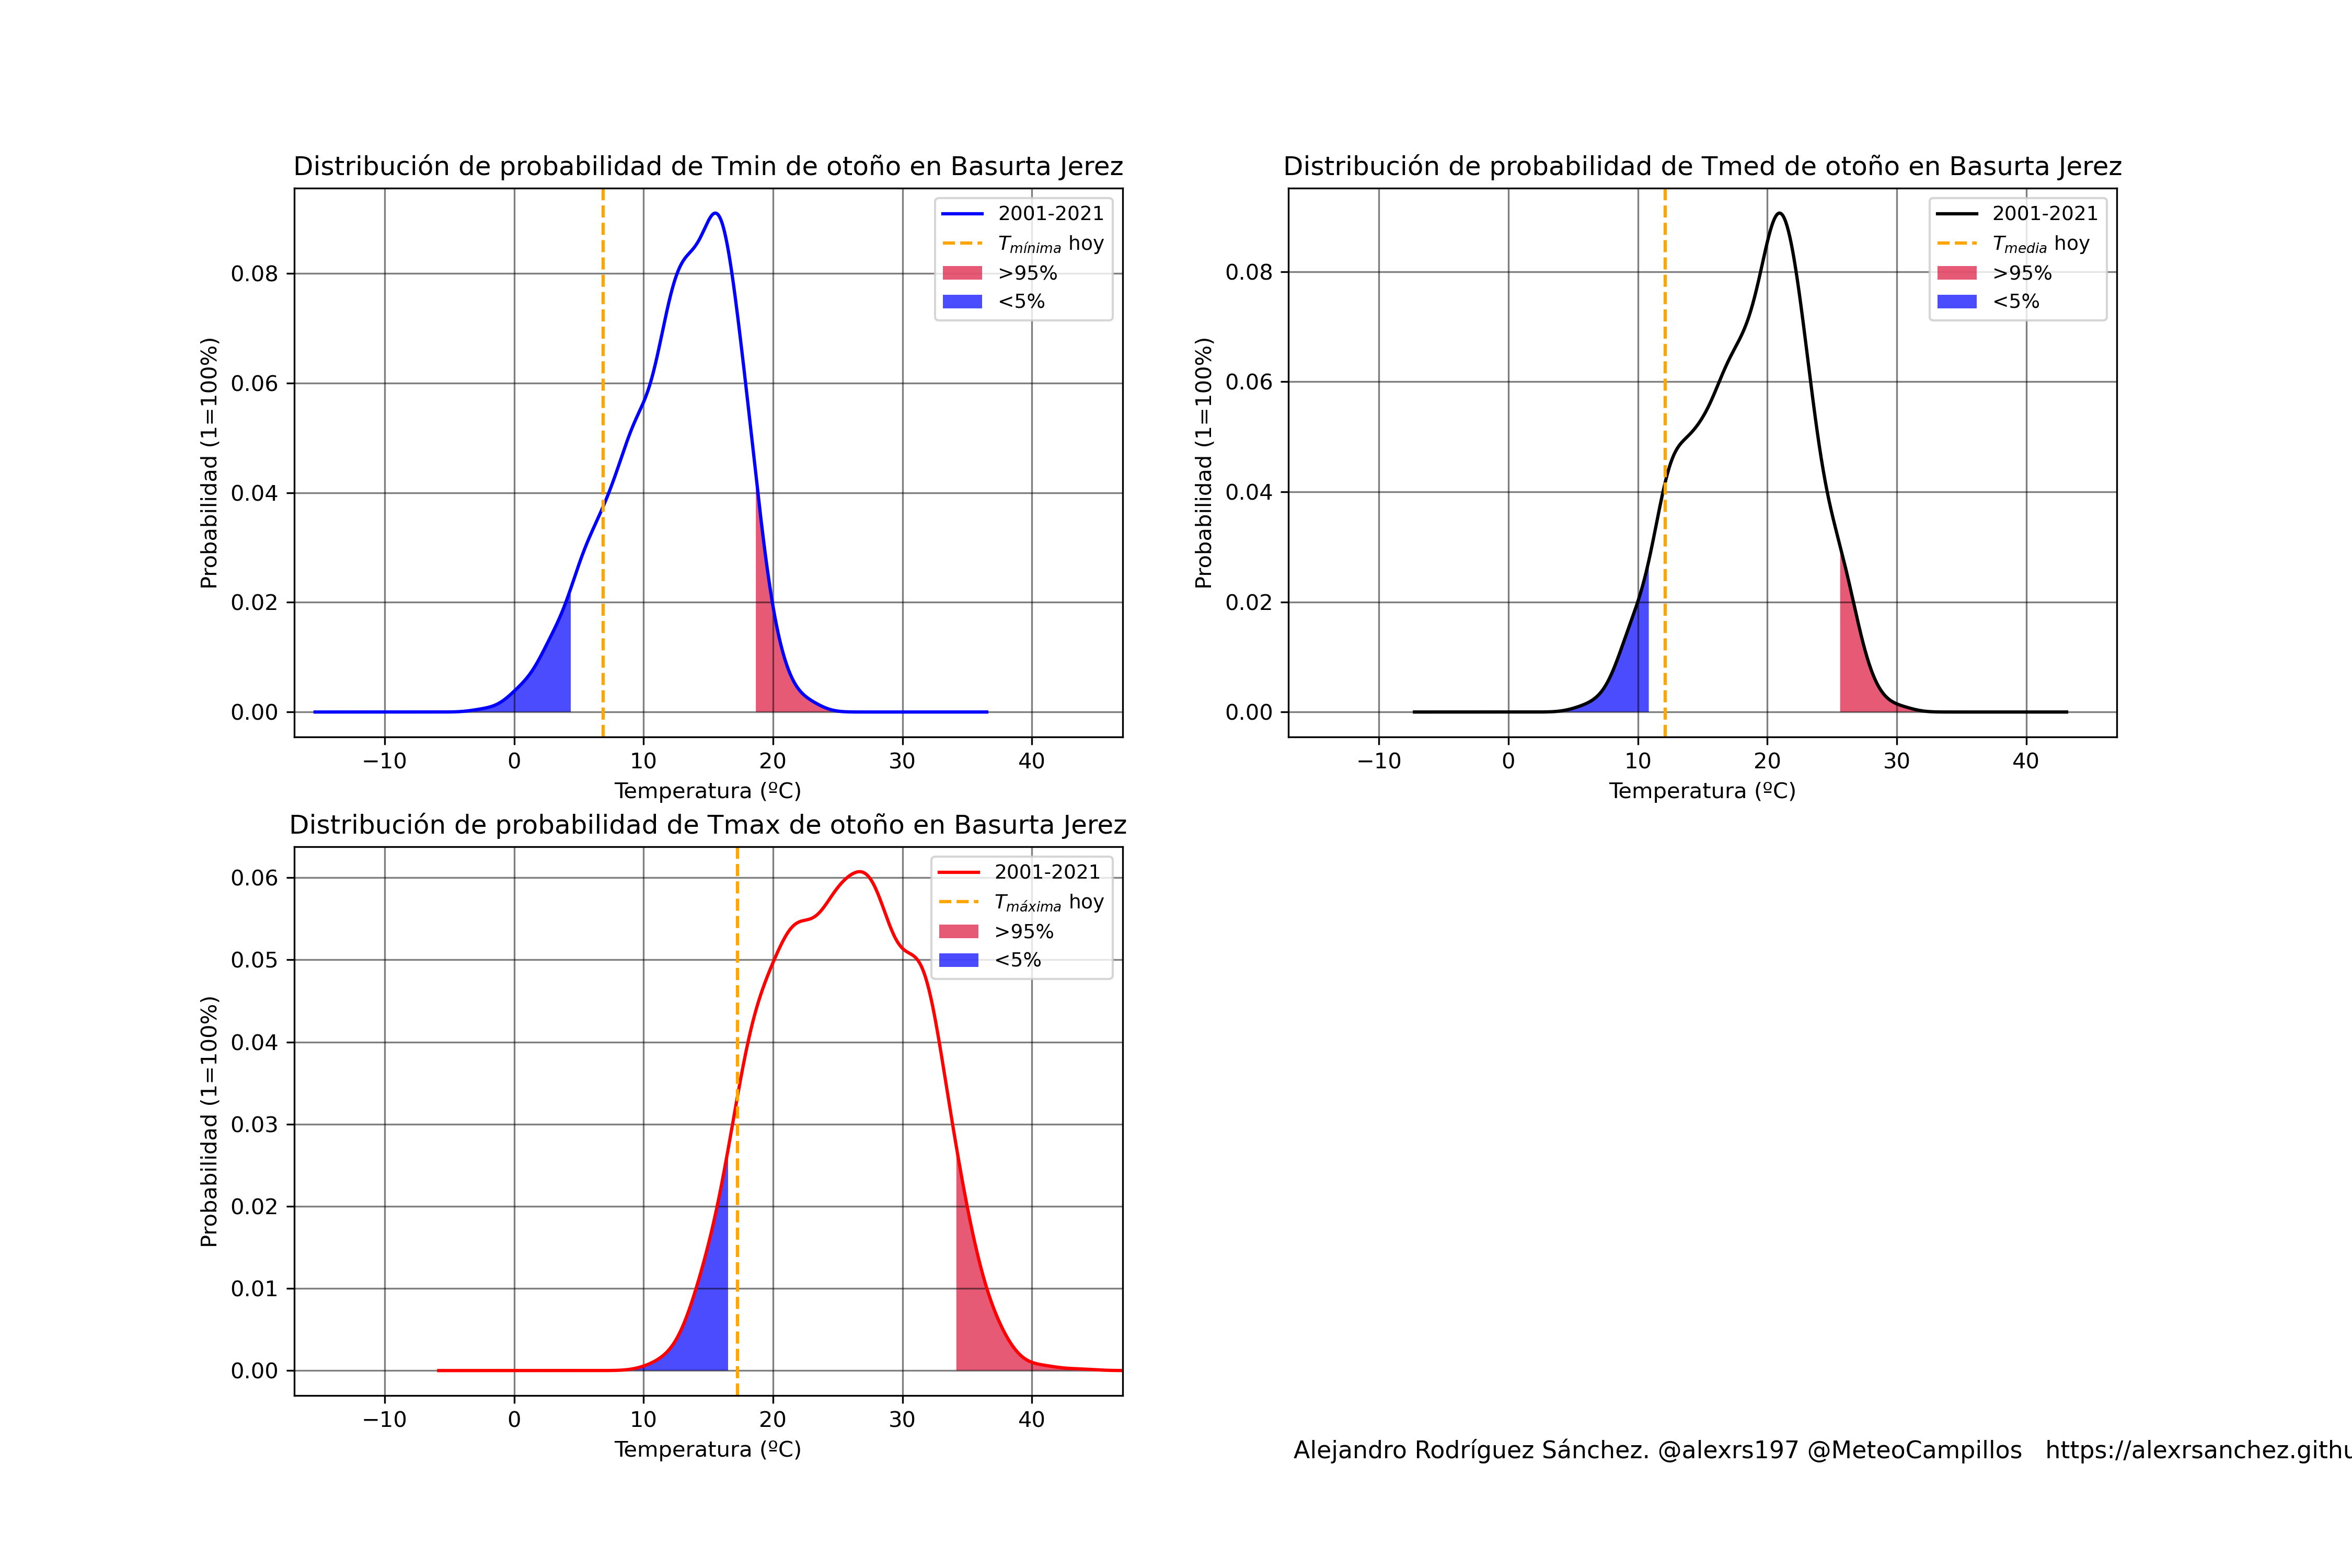 Distribución de probabilidad de Tmin de otoño en Basurta Jerez
Probabilidad (1=100%)
0.08
0.06
0.04
0.02
0.00
2001-2021
Tmínima hoy
>95%
<5%
−10 0 10 20 30 40
Temperatura (ºC)
Distribución de probabilidad de Tmed de otoño en Basurta Jerez
Probabilidad (1=100%)
0.08
0.06
0.04
0.02
0.00
2001-2021
Tmedia hoy
>95%
<5%
−10 0 10 20 30 40
Temperatura (ºC)
Distribución de probabilidad de Tmax de otoño en Basurta Jerez
Probabilidad (1=100%)
0.06
0.05
0.04
0.03
0.02
0.01
0.00
2001-2021
Tmáxima hoy
>95%
<5%
−10 0 10 20 30 40
Temperatura (ºC)
Alejandro Rodríguez Sánchez. @alexrs197 @MeteoCampillos https://alexrsanchez.githu